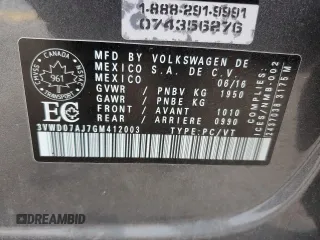 1-888-291-9991
074356276
CANADA
961
EC
MFD. BY VOLKSWAGEN DE
MEXICO S.A. DE C.V.
MEXICO 06/16
GVWR / PNBV KG 1950
GAWR / PNBE KG
FRONT / AVANT 1010
REAR / ARRIERE 0990
3VWD07AJ7GM412003 TYPE:PC/VT
ICES/NMB-002
DREAMBID